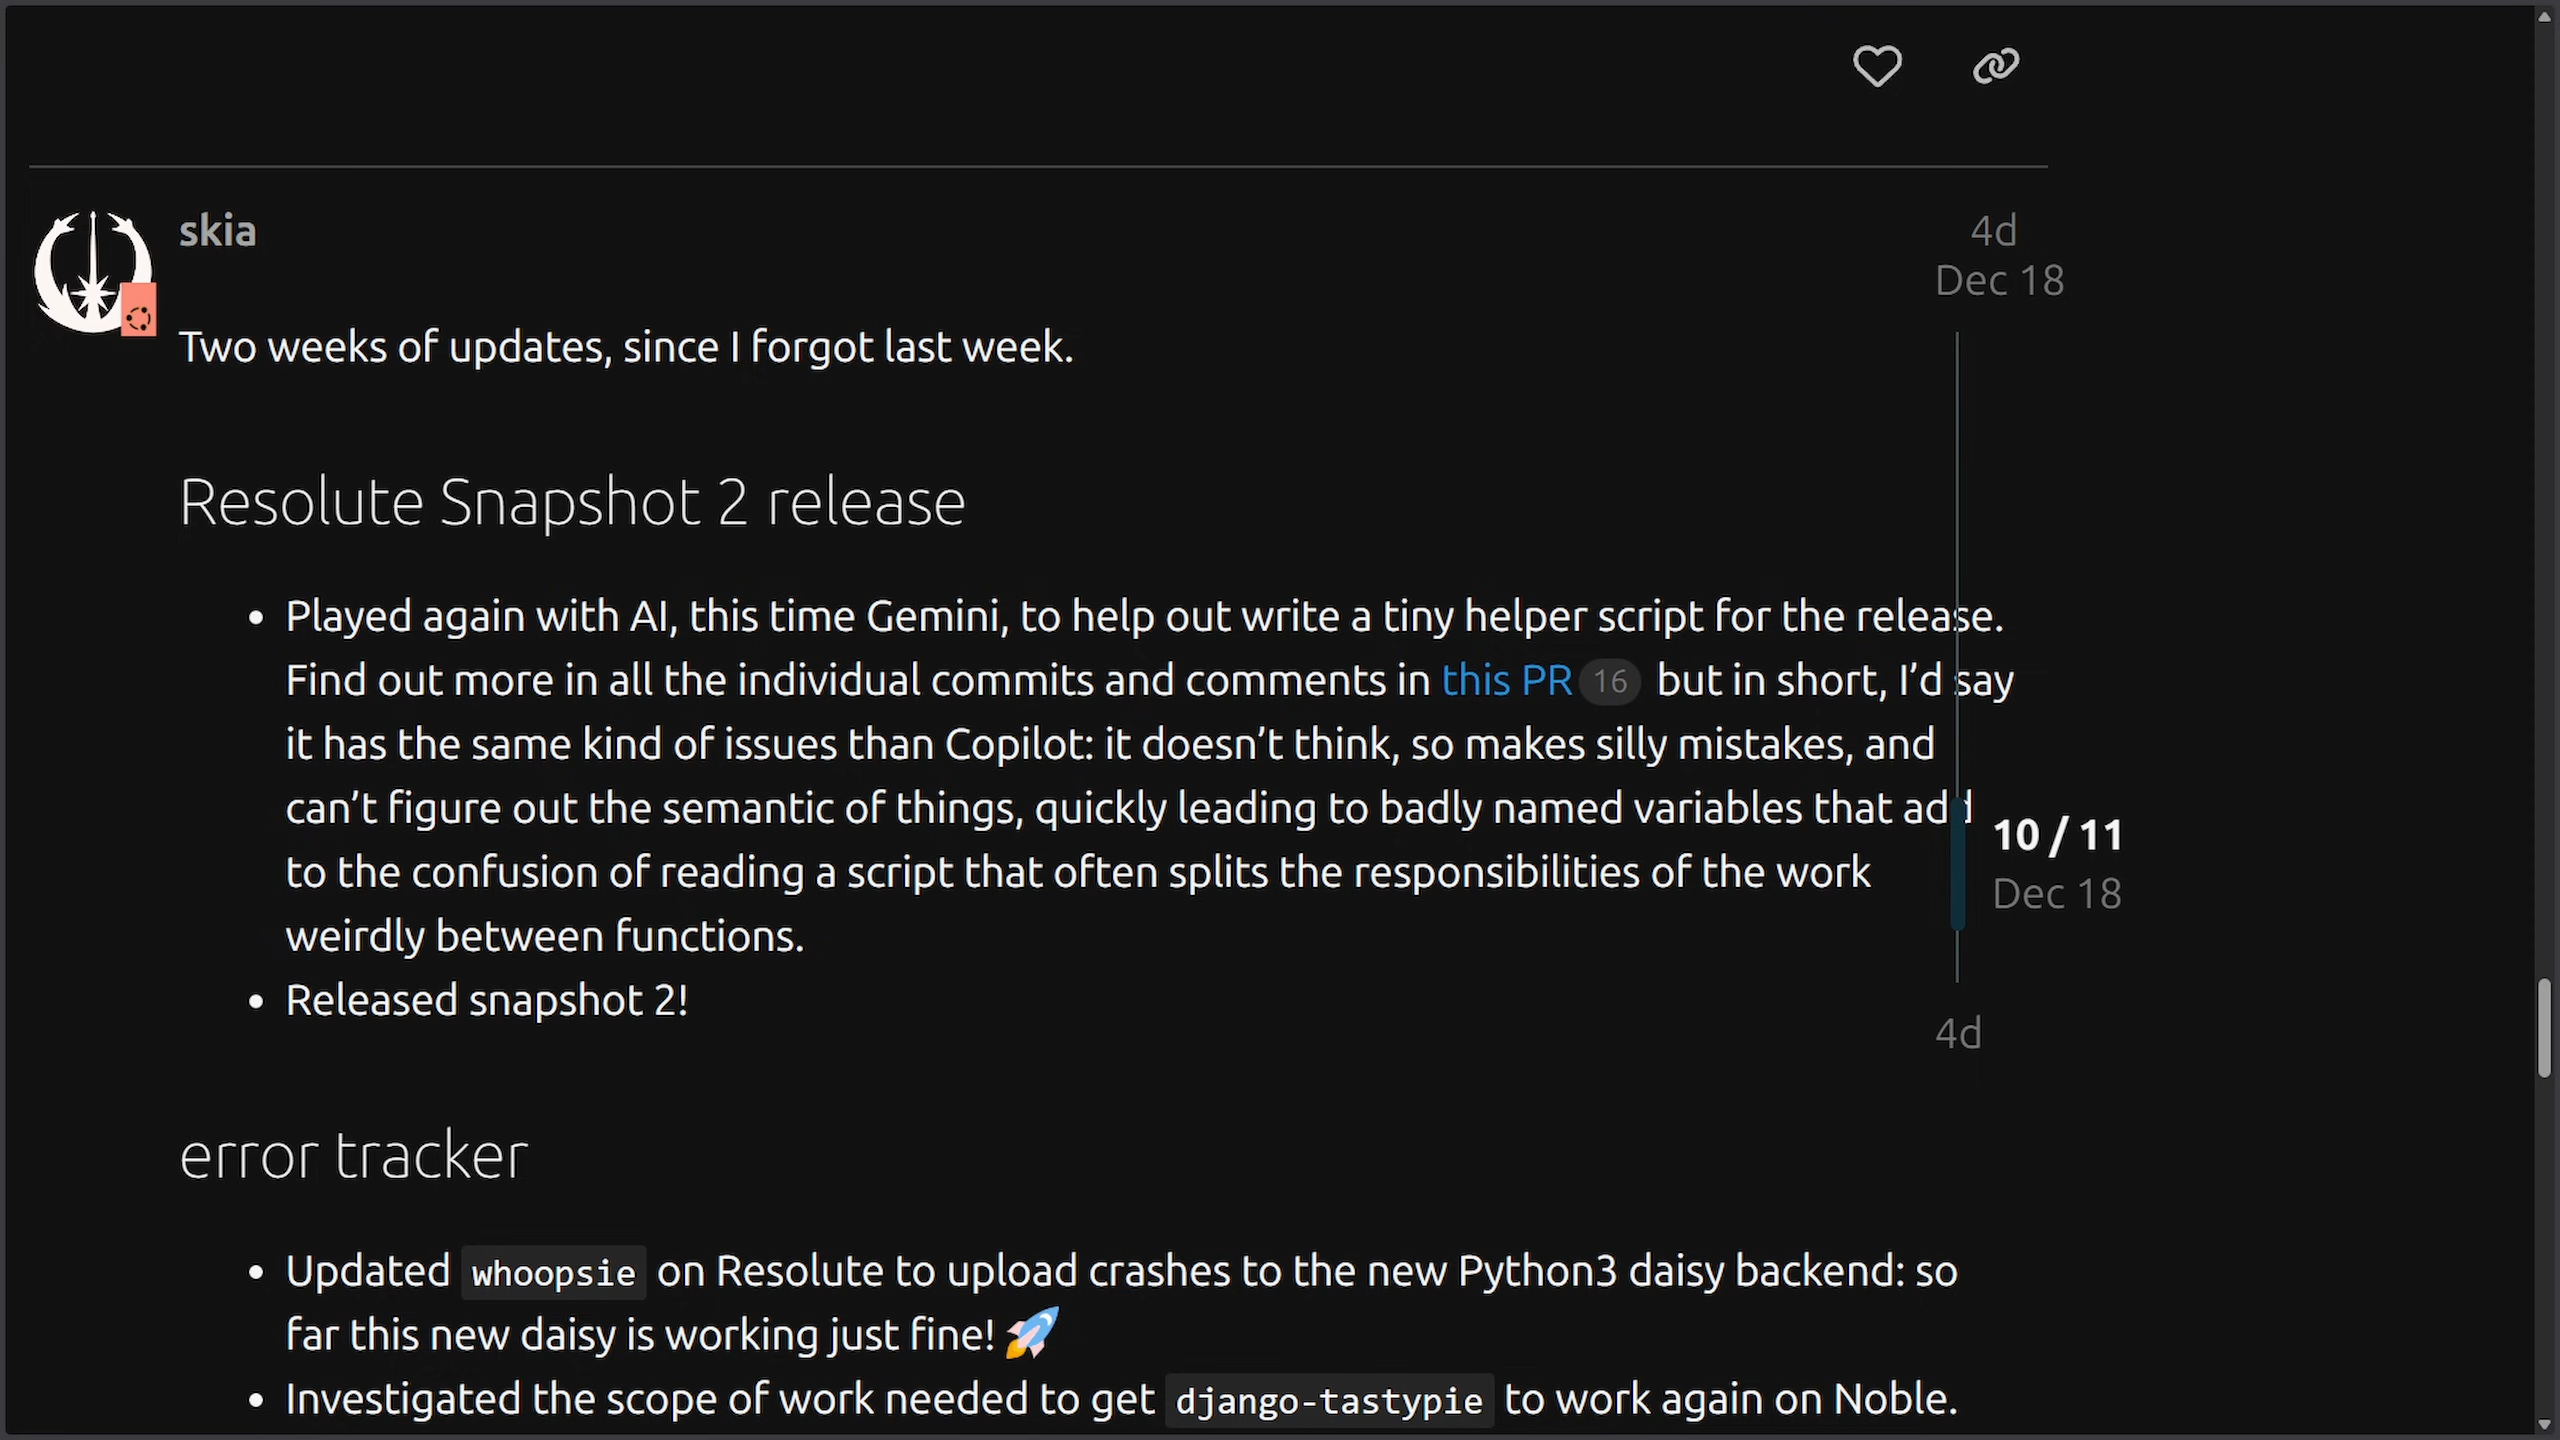 skia
4d
Dec 18
Two weeks of updates, since I forgot last week.
Resolute Snapshot 2 release
• Played again with AI, this time Gemini, to help out write a tiny helper script for the release.
Find out more in all the individual commits and comments in this PR 16 but in short, I’d say
it has the same kind of issues than Copilot: it doesn’t think, so makes silly mistakes, and
can’t figure out the semantic of things, quickly leading to badly named variables that add
to the confusion of reading a script that often splits the responsibilities of the work
weirdly between functions.
• Released snapshot 2!
10 / 11
Dec 18
4d
error tracker
• Updated whoopsie on Resolute to upload crashes to the new Python3 daisy backend: so
far this new daisy is working just fine! 🚀
• Investigated the scope of work needed to get django-tastypie to work again on Noble.